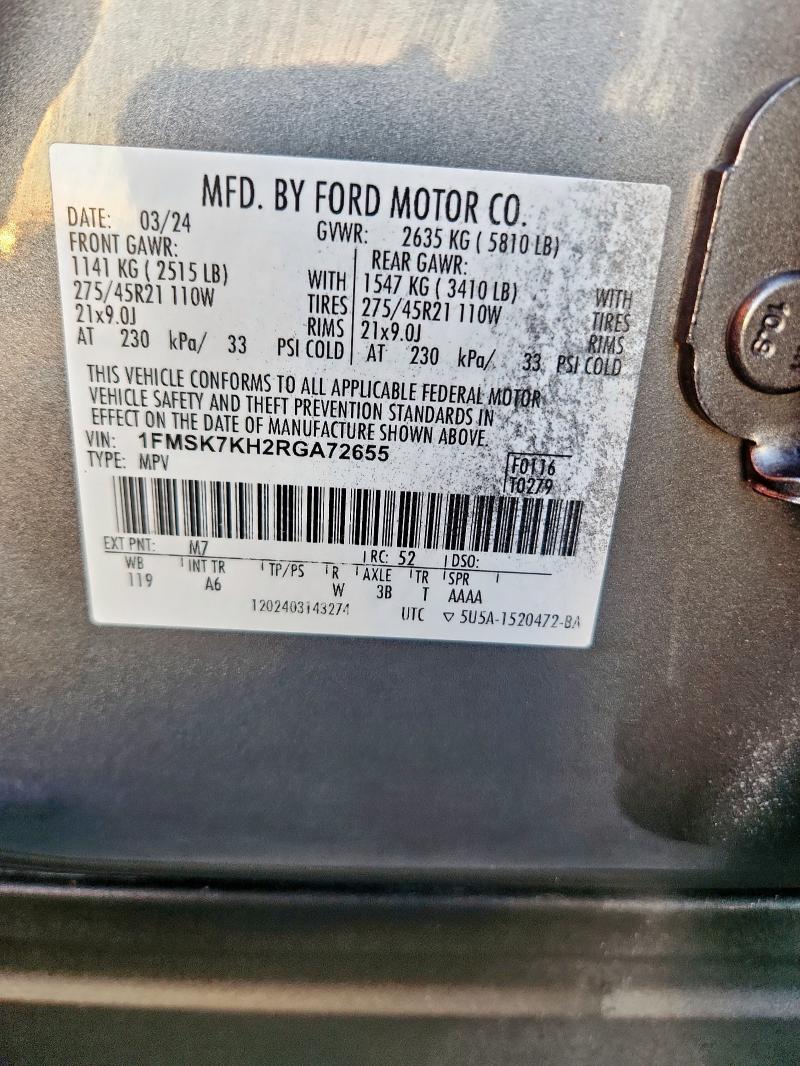 MFD. BY FORD MOTOR CO.
DATE: 03/24
GVWR: 2635 KG ( 5810 LB)
FRONT GAWR:
1141 KG ( 2515 LB) WITH
275/45R21 110W TIRES
21x9.0J RIMS
AT 230 kPa/ 33 PSI COLD
REAR GAWR:
1547 KG ( 3410 LB) WITH
275/45R21 110W TIRES
21x9.0J RIMS
AT 230 kPa/ 33 PSI COLD
THIS VEHICLE CONFORMS TO ALL APPLICABLE FEDERAL MOTOR
VEHICLE SAFETY AND THEFT PREVENTION STANDARDS IN
EFFECT ON THE DATE OF MANUFACTURE SHOWN ABOVE.
VIN: 1FMSK7KH2RGA72655
TYPE: MPV
F0116
T0279
EXT PNT: M7 RC: 52 DSO:
WB INT TR TP/PS R AXLE TR SPR
119 A6 W 3B T AAAA
1202403143274 UTC ▽ 5U5A-1520472-BA
10.8